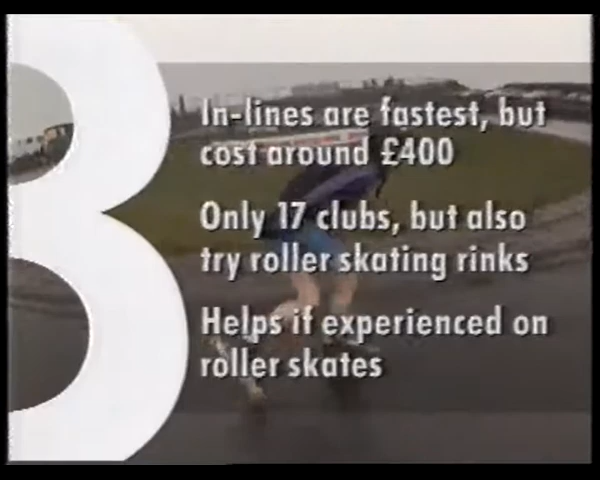 3
In-lines are fastest, but
cost around £400
Only 17 clubs, but also
try roller skating rinks
Helps if experienced on
roller skates